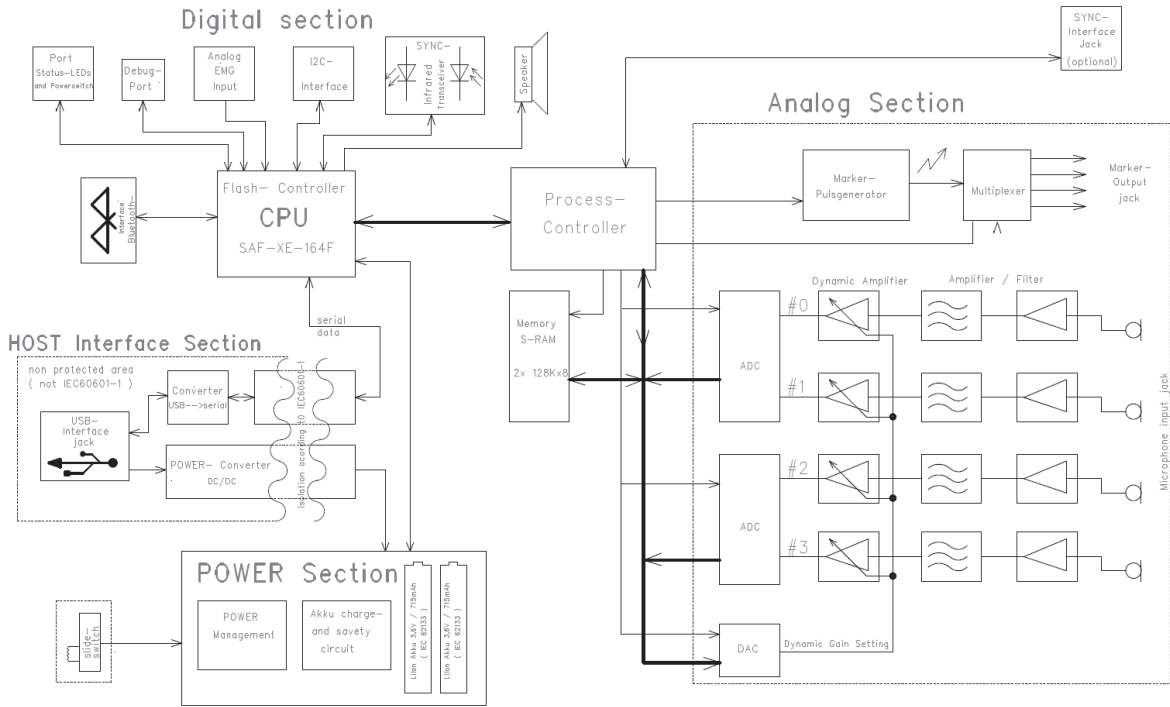 Digital section
Port
Status-LEDs
and Powerswitch
Debug-
Port
Analog
EMG
Input
I2C-
Interface
SYNC-
Infrared
Transceiver
Speaker
SYNC-
Interface
Jack
(optional)
Analog Section
Interface
Bluetooth-
Flash- Controller
CPU
SAF-XE-164F
Process-
Controller
Marker-
Pulsgenerator
Multiplexer
Marker-
Output
jack
serial
data
Memory
S-RAM
2x 128Kx8
Dynamic Amplifier
Amplifier / Filter
#0
ADC
#1
#2
ADC
#3
DAC
Dynamic Gain Setting
Microphone input jack
HOST Interface Section
non protected area
( not IEC60601-1 )
Converter
USB-->serial
USB-
Interface
jack
POWER- Converter
DC/DC
Isolation acording to IEC60601-1
POWER Section
POWER
Management
Akku charge-
and savety
circuit
LiIon Akku 3,6V / 715mAh
( IEC 62133 )
LiIon Akku 3,6V / 715mAh
( IEC 62133 )
slide-
switch